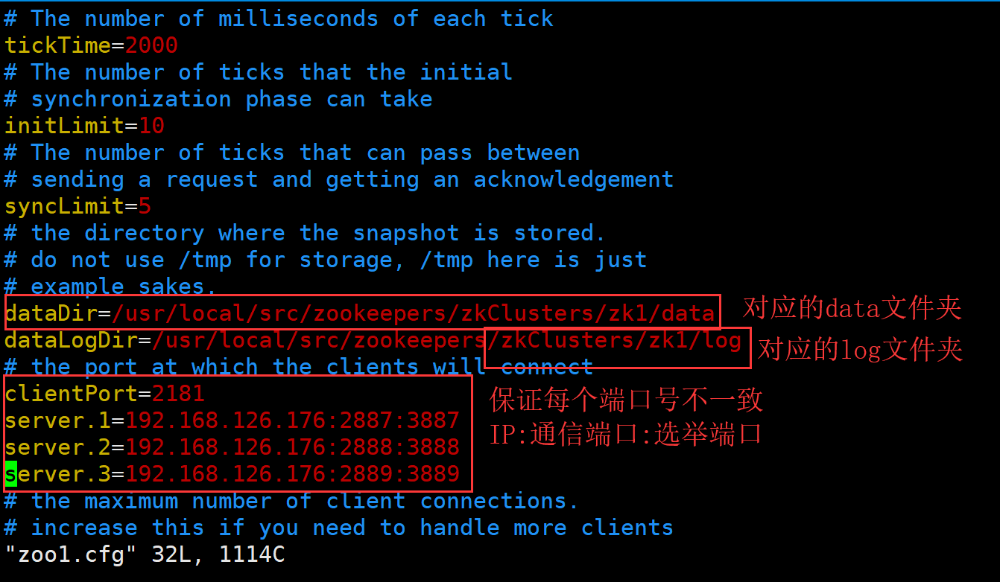 # The number of milliseconds of each tick
tickTime=2000
# The number of ticks that the initial
# synchronization phase can take
initLimit=10
# The number of ticks that can pass between
# sending a request and getting an acknowledgement
syncLimit=5
# the directory where the snapshot is stored.
# do not use /tmp for storage, /tmp here is just
# example sakes.
dataDir=/usr/local/src/zookeepers/zkClusters/zk1/data
对应的data文件夹
dataLogDir=/usr/local/src/zookeepers/zkClusters/zk1/log
对应的log文件夹
# the port at which the clients will connect
clientPort=2181
保证每个端口号不一致
server.1=192.168.126.176:2887:3887
IP:通信端口:选举端口
server.2=192.168.126.176:2888:3888
server.3=192.168.126.176:2889:3889
# the maximum number of client connections.
# increase this if you need to handle more clients
"zoo1.cfg" 32L, 1114C